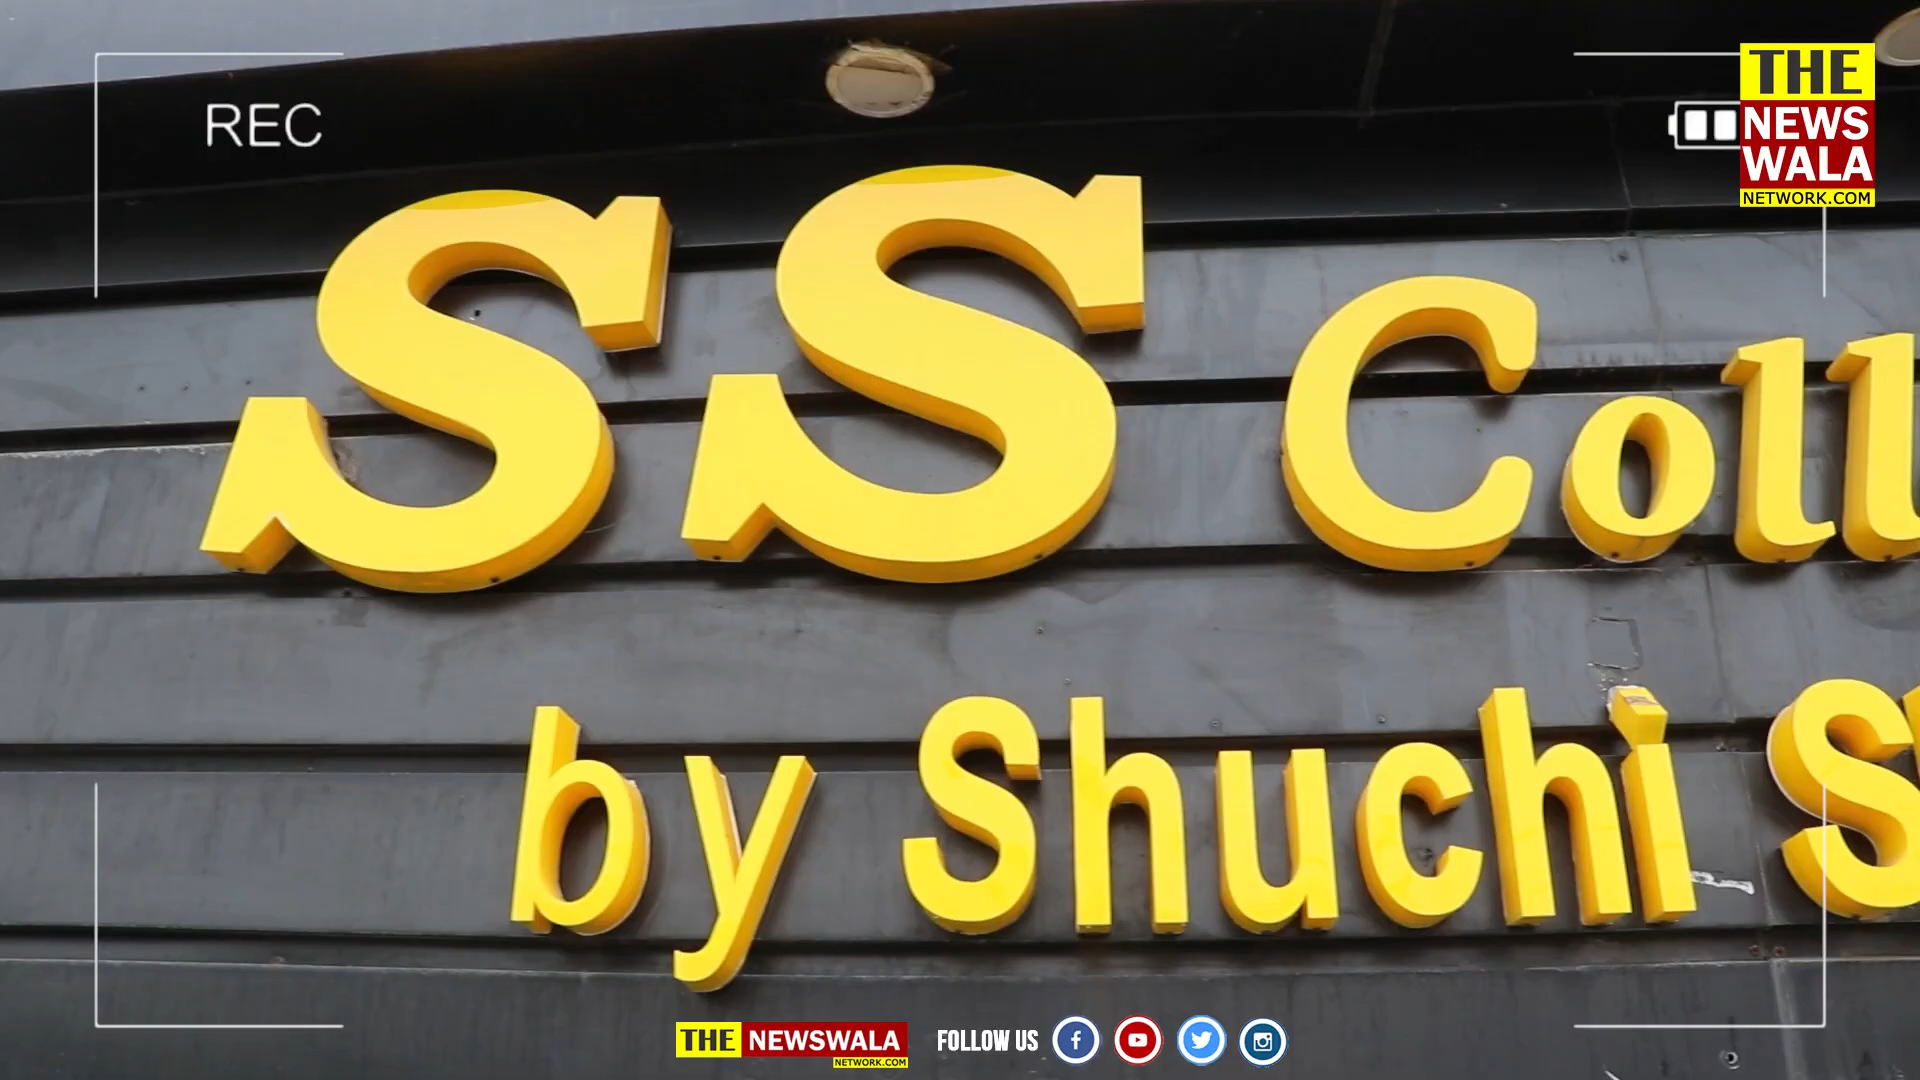 REC
THE
NEWS
WALA
NETWORK.COM
SS Coll
by Shuchi S
THE NEWSWALA
NETWORK.COM
FOLLOW US